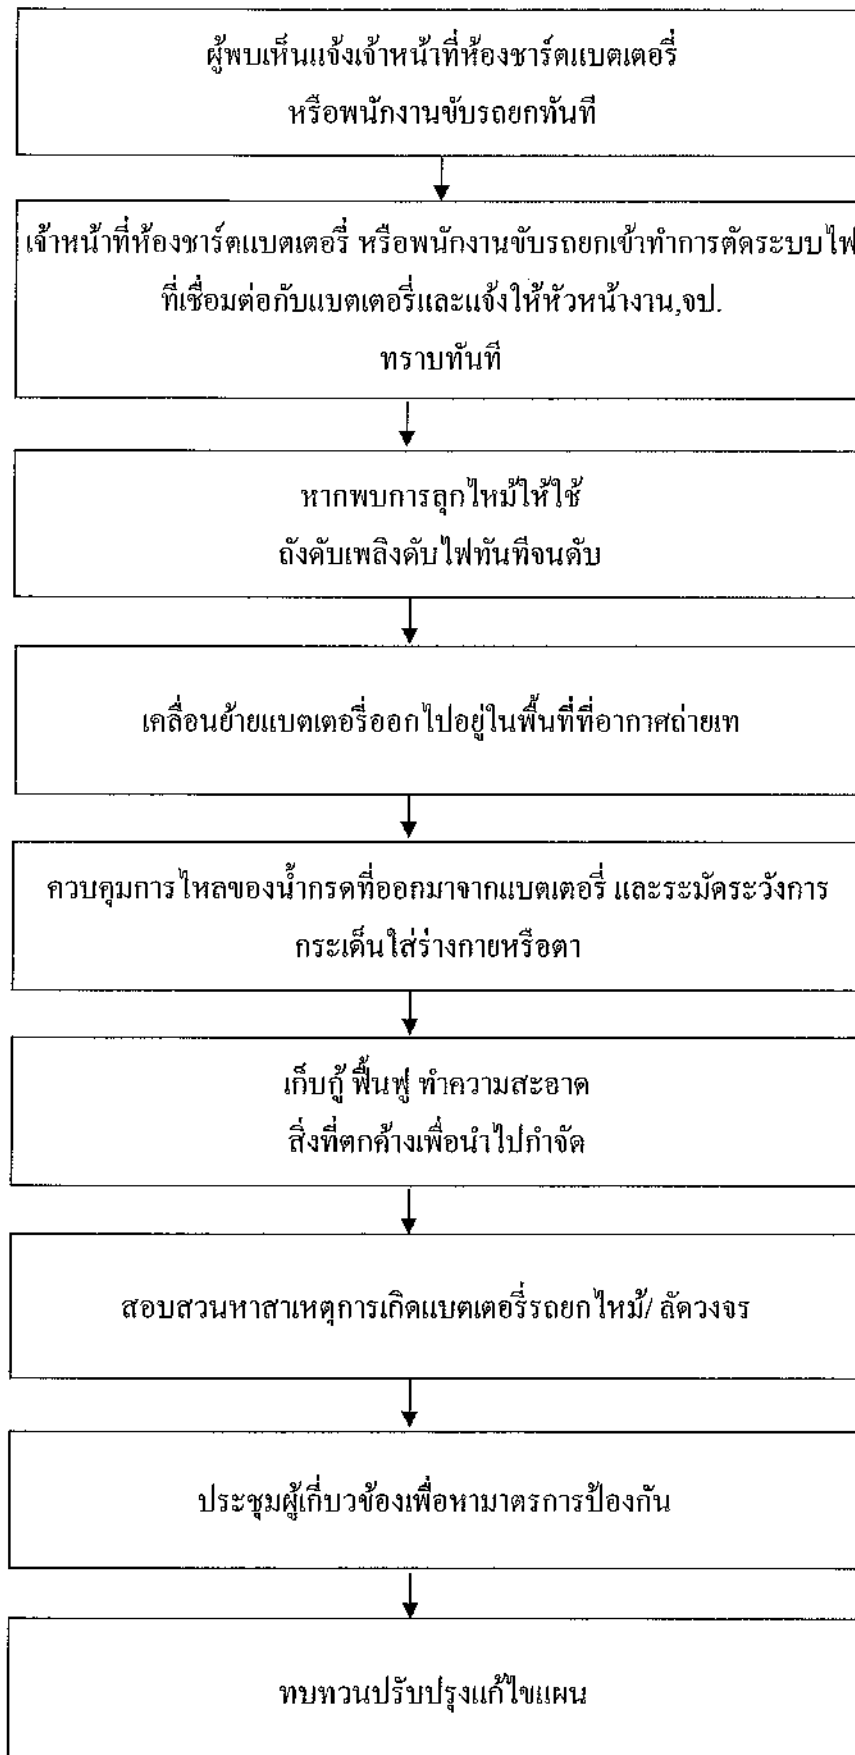 ผู้พบเห็นแจ้งเจ้าหน้าที่ห้องชาร์ตแบตเตอรี่
หรือพนักงานขับรถยกทันที
เจ้าหน้าที่ห้องชาร์ตแบตเตอรี่ หรือพนักงานขับรถยกเข้าทำการตัดระบบไฟ
ที่เชื่อมต่อกับแบตเตอรี่และแจ้งให้หัวหน้างาน,จป.
ทราบทันที
หากพบการลุกไหม้ให้ใช้
ถังดับเพลิงดับไฟทันทีจนดับ
เคลื่อนย้ายแบตเตอรี่ออกไปอยู่ในพื้นที่ที่อากาศถ่ายเท
ควบคุมการไหลของน้ำกรดที่ออกมาจากแบตเตอรี่ และระมัดระวังการ
กระเด็นใส่ร่างกายหรือตา
เก็บกู้ ฟื้นฟู ทำความสะอาด
สิ่งที่ตกค้างเพื่อนำไปกำจัด
สอบสวนหาสาเหตุการเกิดแบตเตอรี่รถยกไหม้/ ลัดวงจร
ประชุมผู้เกี่ยวข้องเพื่อหามาตรการป้องกัน
ทบทวนปรับปรุงแก้ไขแผน